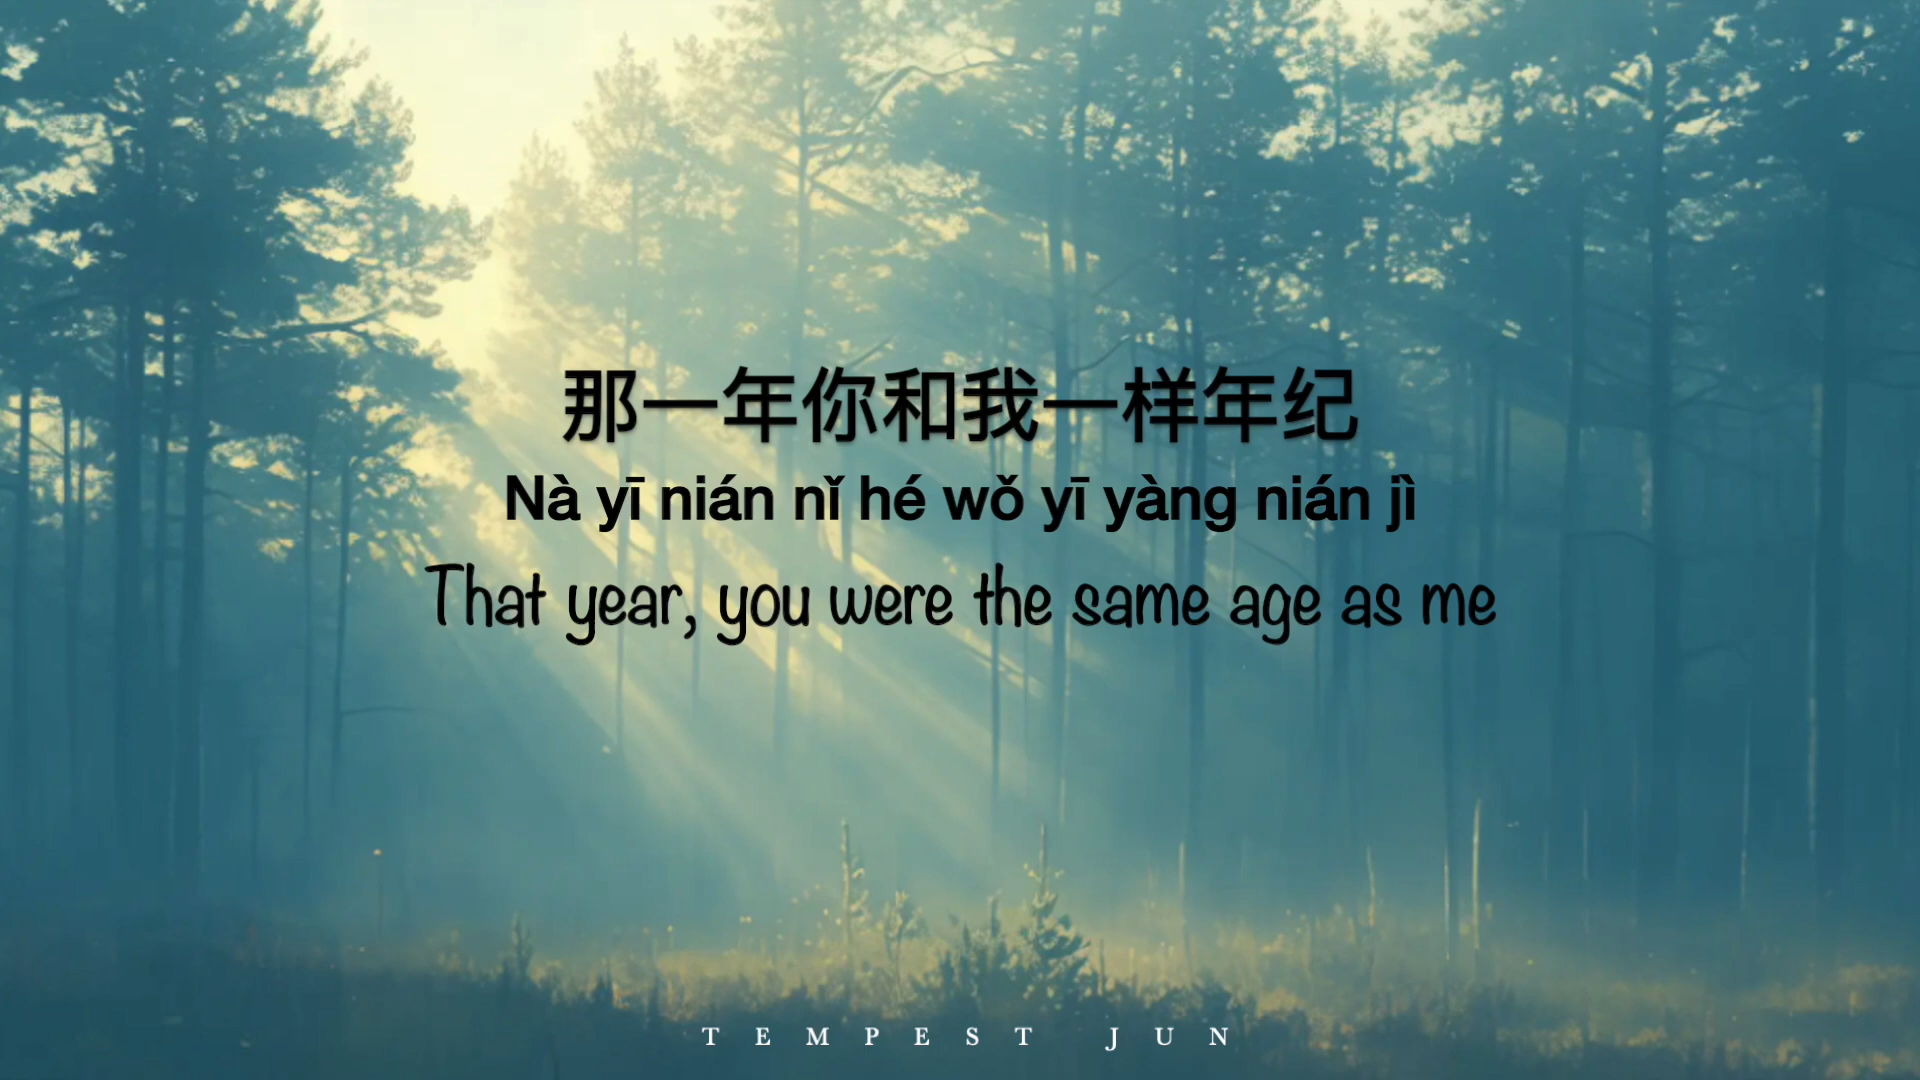 那一年你和我一样年纪
Nà yī nián nǐ hé wǒ yī yàng nián jì
That year, you were the same age as me
TEMPEST JUN